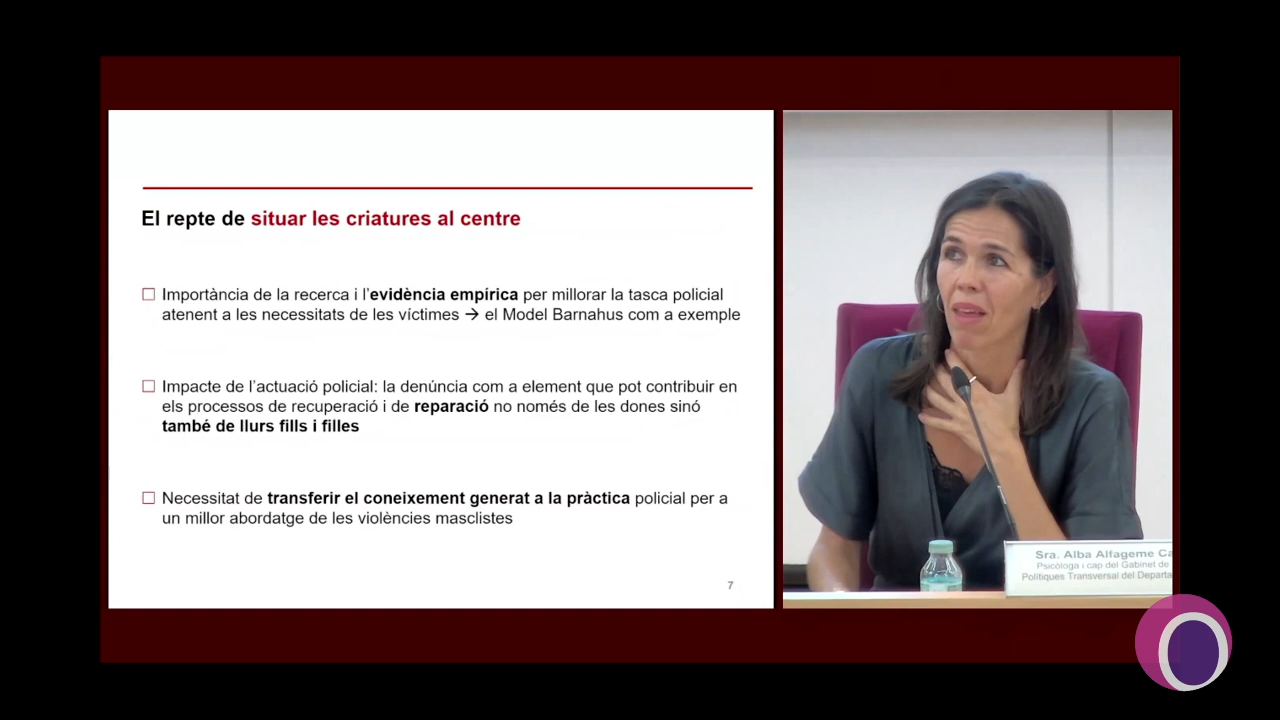 El repte de situar les criatures al centre
☐ Importància de la recerca i l'evidència empírica per millorar la tasca policial
atenent a les necessitats de les víctimes → el Model Barnahus com a exemple
☐ Impacte de l'actuació policial: la denúncia com a element que pot contribuir en
els processos de recuperació i de reparació no només de les dones sinó
també de llurs fills i filles
☐ Necessitat de transferir el coneixement generat a la pràctica policial per a
un millor abordatge de les violències masclistes
7
Sra. Alba Alfageme Ca
Psicòloga i cap del Gabinet de
Polítiques Transversal del Departa